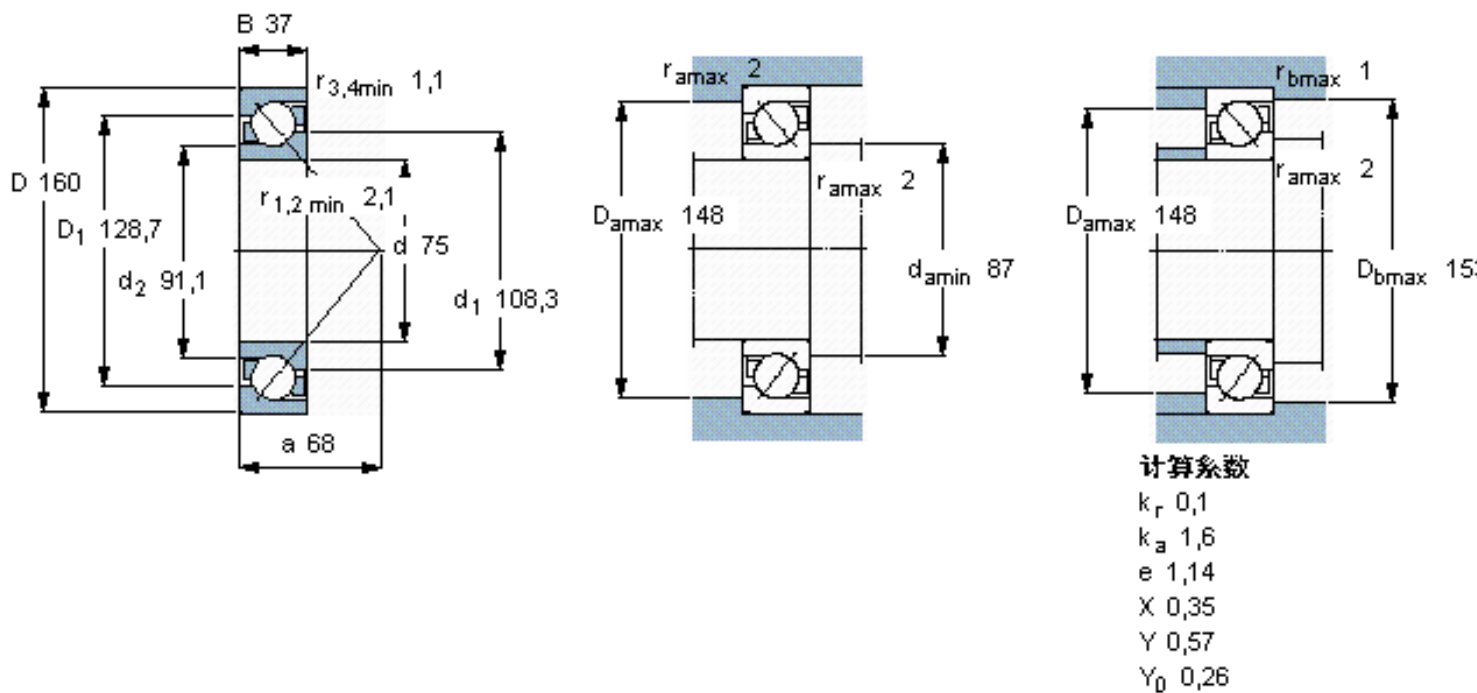 B 37
r3,4min 1,1
D 160
D1 128,7
r1,2 min 2,1
d 75
d2 91,1
d1 108,3
a 68
ramax 2
ramax 2
Damax 148
damin 87
rbmax 1
ramax 2
Damax 148
Dbmax 153
计算系数
kr 0,1
ka 1,6
e 1,14
X 0,35
Y 0,57
Y0 0,26